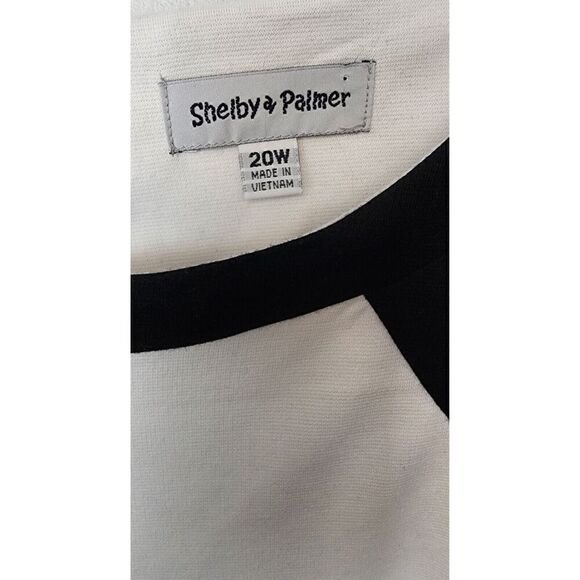 Shelby & Palmer
20W
MADE IN
VIETNAM